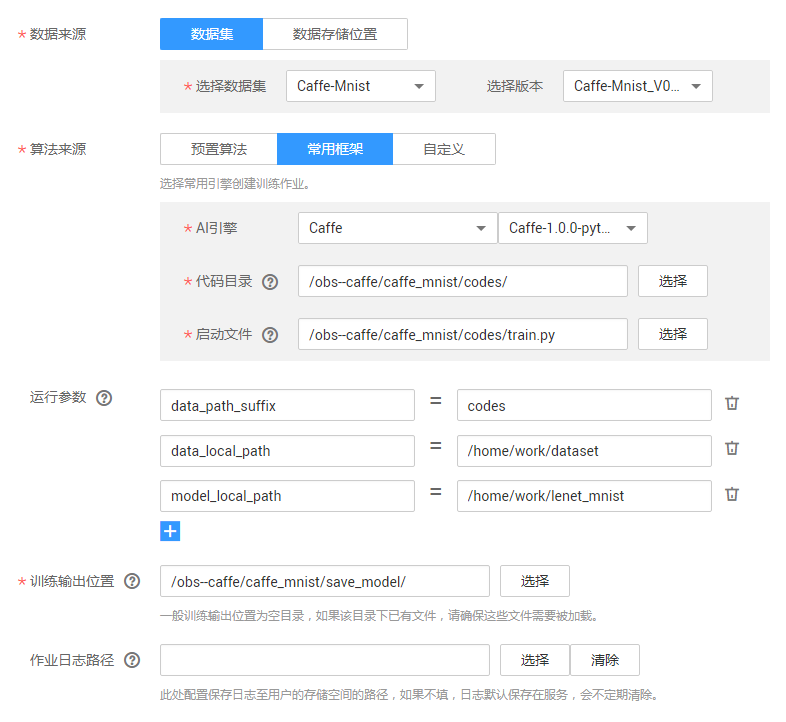 * 数据来源 数据集 数据存储位置
* 选择数据集 Caffe-Mnist 选择版本 Caffe-Mnist_V0...
* 算法来源 预置算法 常用框架 自定义
选择常用引擎创建训练作业。
* AI引擎 Caffe Caffe-1.0.0-pyt...
* 代码目录 ? /obs--caffe/caffe_mnist/codes/ 选择
* 启动文件 ? /obs--caffe/caffe_mnist/codes/train.py 选择
运行参数 ? data_path_suffix = codes
data_local_path = /home/work/dataset
model_local_path = /home/work/lenet_mnist
+
* 训练输出位置 ? /obs--caffe/caffe_mnist/save_model/ 选择
一般训练输出位置为空目录，如果该目录下已有文件，请确保这些文件需要被加载。
作业日志路径 ? 选择 清除
此处配置保存日志至用户的存储空间的路径，如果不填，日志默认保存在服务，会不定期清除。